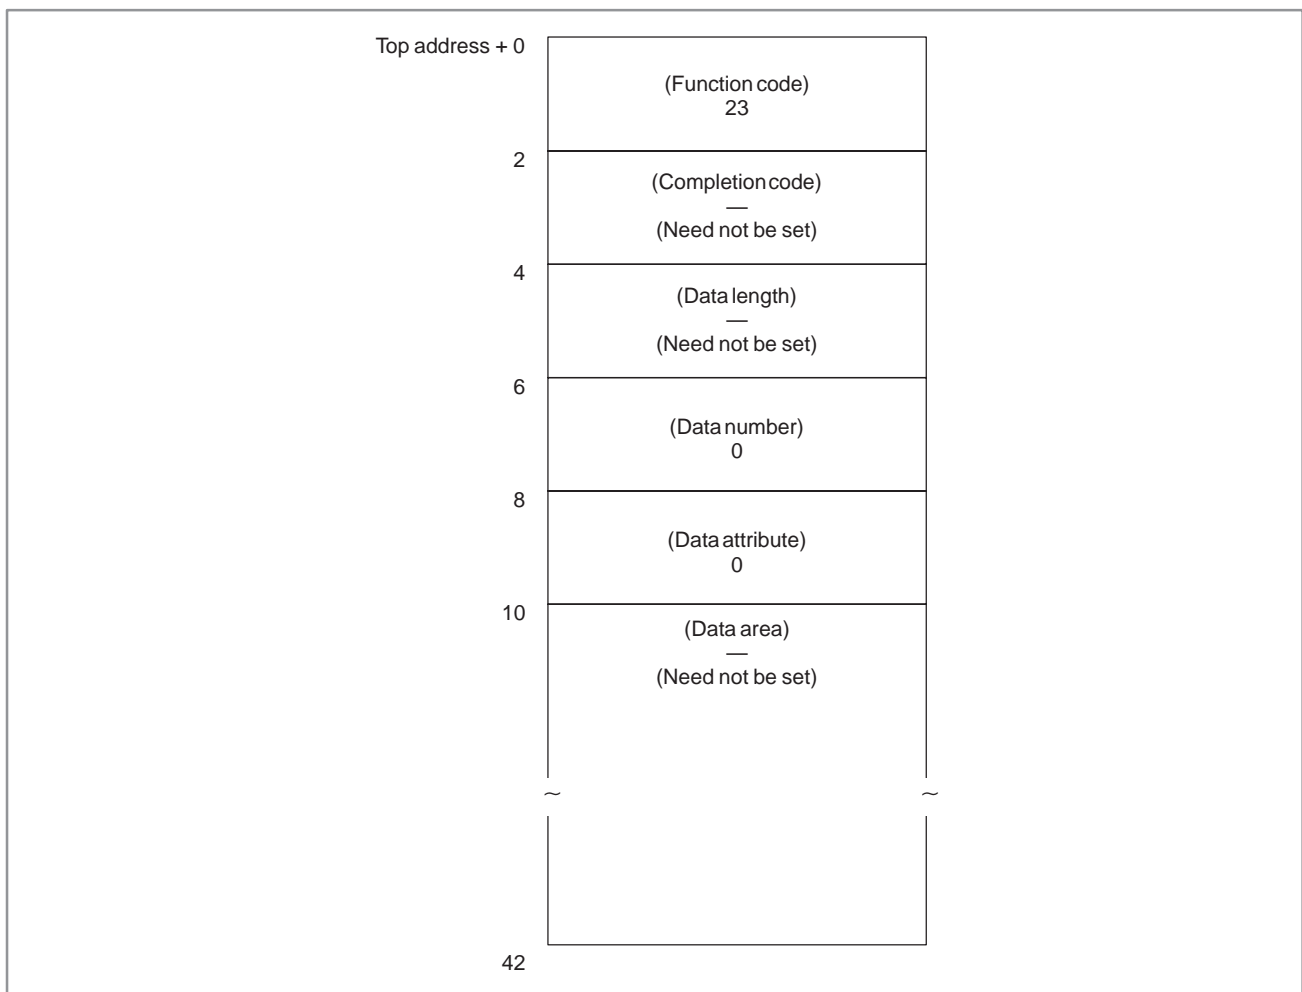 Top address + 0
(Function code)
23
2
(Completion code)
—
(Need not be set)
4
(Data length)
—
(Need not be set)
6
(Data number)
0
8
(Data attribute)
0
10
(Data area)
—
(Need not be set)
~ ~
42